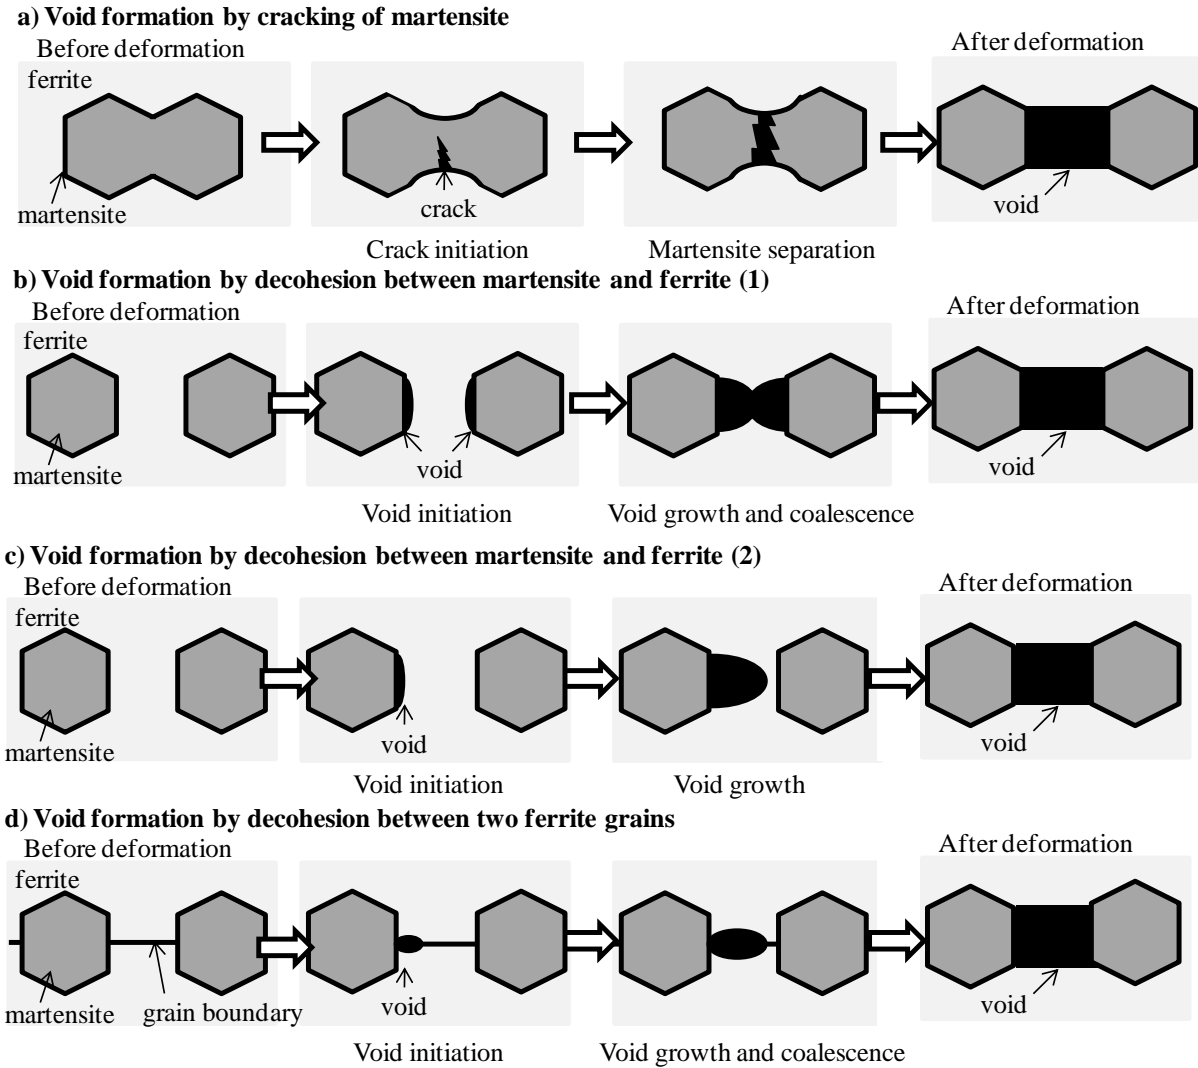 a) Void formation by cracking of martensite
Before deformation
After deformation
ferrite
martensite
crack
void
Crack initiation
Martensite separation
b) Void formation by decohesion between martensite and ferrite (1)
Before deformation
After deformation
ferrite
martensite
void
void
Void initiation
Void growth and coalescence
c) Void formation by decohesion between martensite and ferrite (2)
Before deformation
After deformation
ferrite
martensite
void
void
Void initiation
Void growth
d) Void formation by decohesion between two ferrite grains
Before deformation
After deformation
ferrite
martensite
grain boundary
void
void
Void initiation
Void growth and coalescence